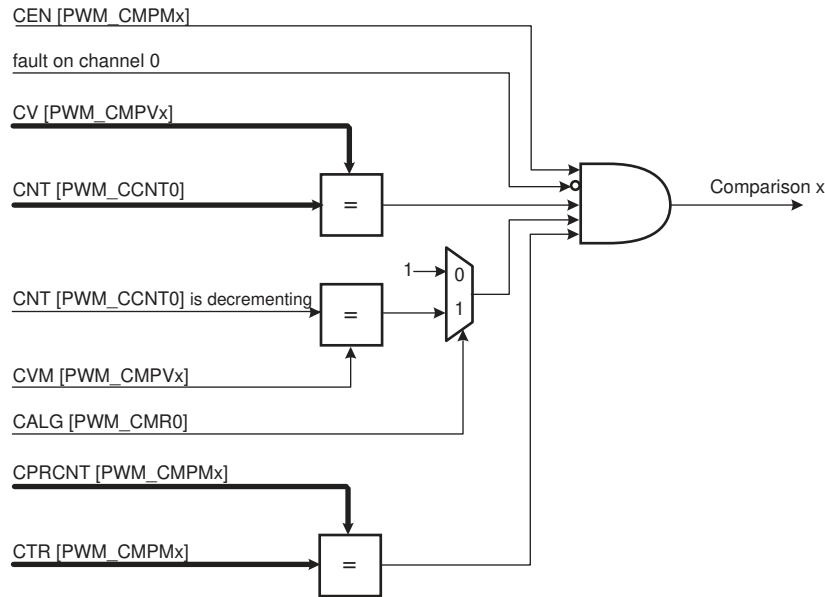 CEN [PWM_CMPMx]
fault on channel 0
CV [PWM_CMPVx]
CNT [PWM_CCNT0]
=
Comparison x
1
0
CNT [PWM_CCNT0] is decrementing
=
1
CVM [PWM_CMPVx]
CALG [PWM_CMR0]
CPRCNT [PWM_CMPMx]
CTR [PWM_CMPMx]
=